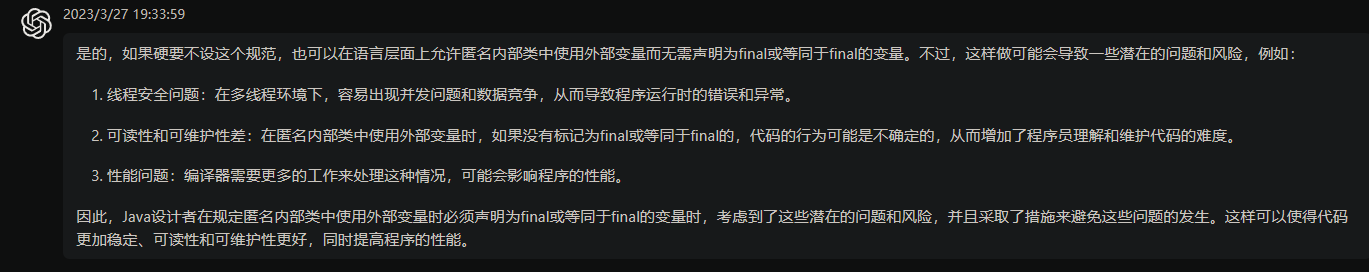 2023/3/27 19:33:59
是的，如果硬要不设这个规范，也可以在语言层面上允许匿名内部类中使用外部变量而无需声明为final或等同于final的变量。不过，这样做可能会导致一些潜在的问题和风险，例如：
1. 线程安全问题：在多线程环境下，容易出现并发问题和数据竞争，从而导致程序运行时的错误和异常。
2. 可读性和可维护性差：在匿名内部类中使用外部变量时，如果没有标记为final或等同于final的，代码的行为可能是不确定的，从而增加了程序员理解和维护代码的难度。
3. 性能问题：编译器需要更多的工作来处理这种情况，可能会影响程序的性能。
因此，Java设计者在规定匿名内部类中使用外部变量时必须声明为final或等同于final的变量时，考虑到了这些潜在的问题和风险，并且采取了措施来避免这些问题的发生。这样可以使得代码
更加稳定、可读性和可维护性更好，同时提高程序的性能。